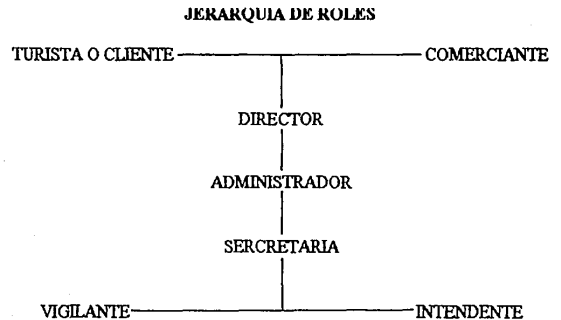 JERARQUIA DE ROLES
TURISTA O CLIENTE COMERCIANTE
DIRECTOR
ADMINISTRADOR
SERCRETARIA
VIGILANTE INTENDENTE